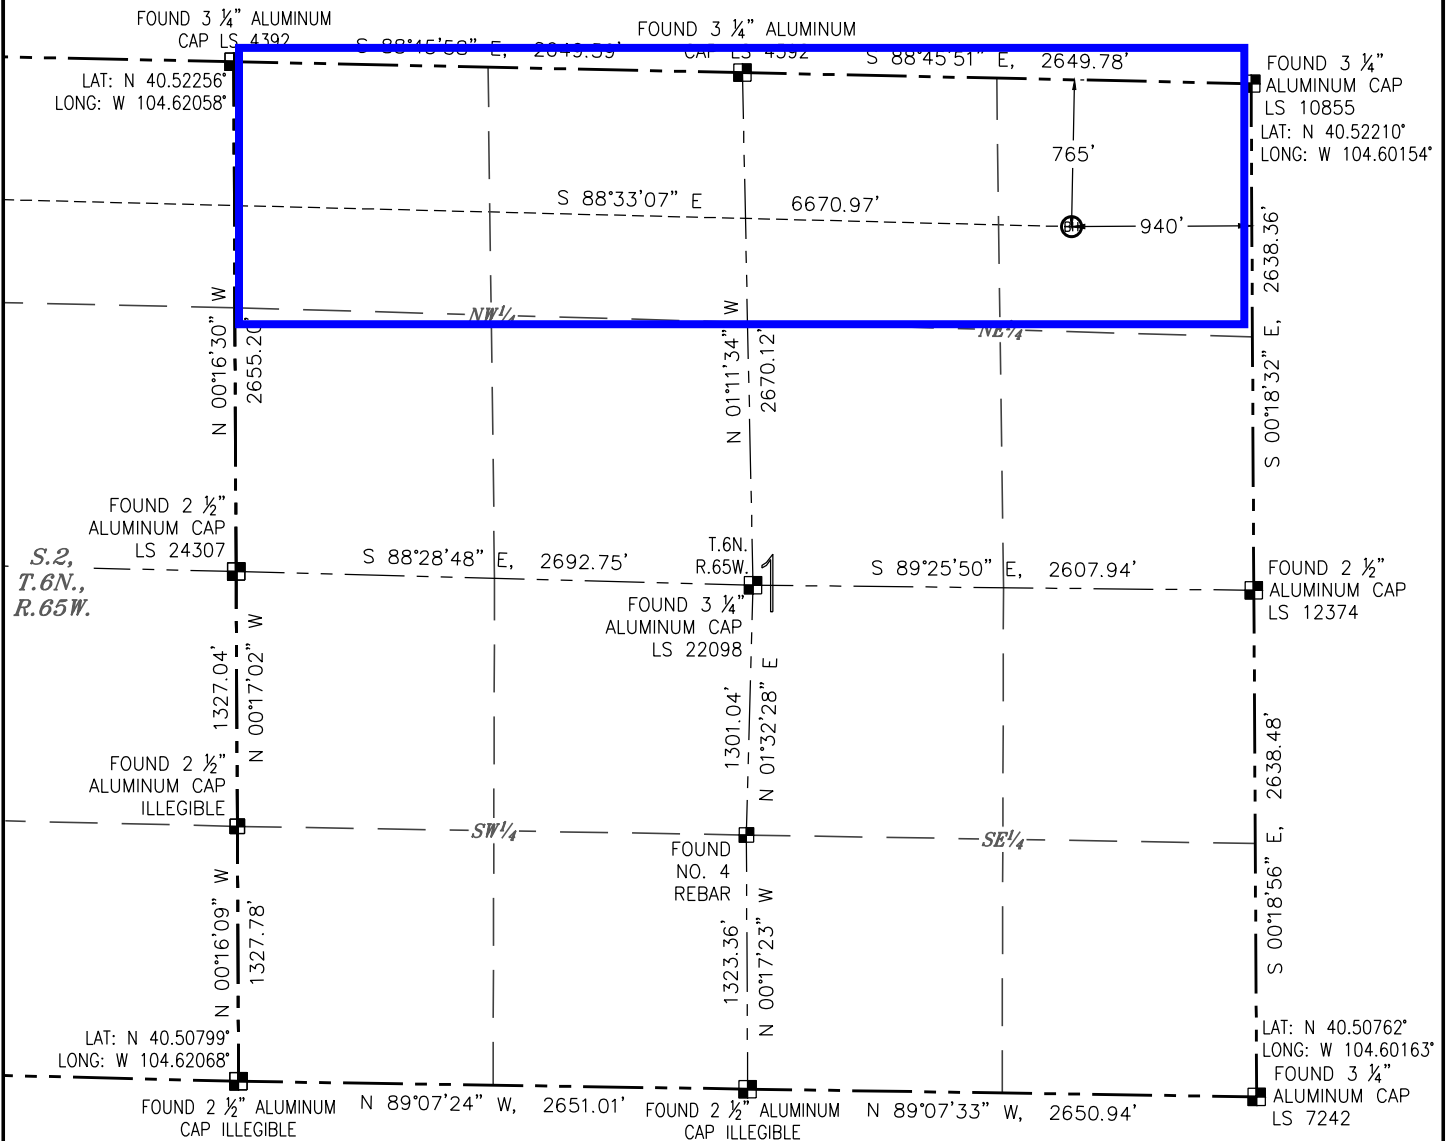 FOUND 3 ¼" ALUMINUM
CAP LS 4392
S 88°45'58" E, 2649.59'
FOUND 3 ¼" ALUMINUM
CAP LS 4392
S 88°45'51" E, 2649.78'
FOUND 3 ¼"
ALUMINUM CAP
LS 10855
LAT: N 40.52210°
LONG: W 104.60154°
LAT: N 40.52256°
LONG: W 104.62058°
765'
S 88°33'07" E 6670.97'
BH
940'
N 00°16'30" W
2655.20'
NW¼
N 01°11'34" W
2670.12'
NE¼
2638.36'
S 00°18'32" E,
FOUND 2 ½"
ALUMINUM CAP
LS 24307
S.2,
T.6N.,
R.65W.
S 88°28'48" E, 2692.75'
T.6N.
R.65W.
1
S 89°25'50" E, 2607.94'
FOUND 2 ½"
ALUMINUM CAP
LS 12374
FOUND 3 ¼"
ALUMINUM CAP
LS 22098
1327.04'
N 00°17'02" W
1301.04'
N 01°32'28" E
2638.48'
S 00°18'56" E,
FOUND 2 ½"
ALUMINUM CAP
ILLEGIBLE
SW¼
SE¼
FOUND
NO. 4
REBAR
N 00°16'09" W
1327.78'
1323.36'
N 00°17'23" W
LAT: N 40.50799°
LONG: W 104.62068°
LAT: N 40.50762°
LONG: W 104.60163°
FOUND 3 ¼"
ALUMINUM CAP
LS 7242
FOUND 2 ½" ALUMINUM
CAP ILLEGIBLE
N 89°07'24" W, 2651.01'
FOUND 2 ½" ALUMINUM
CAP ILLEGIBLE
N 89°07'33" W, 2650.94'